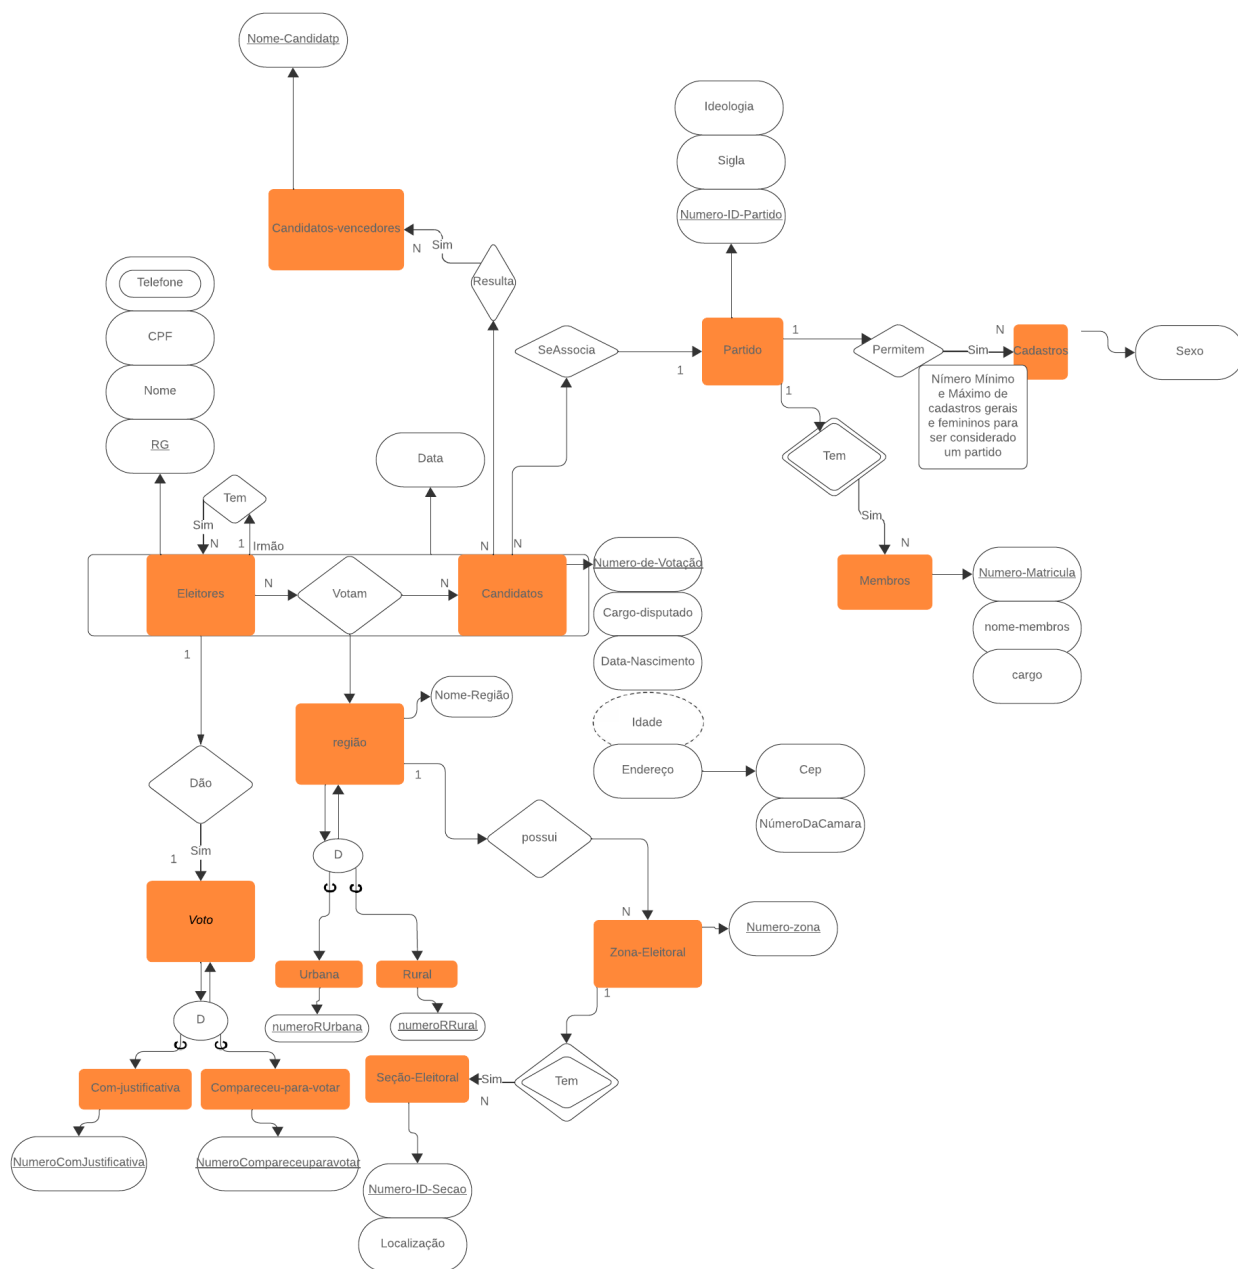 Nome-Candidatp
Ideologia
Sigla
Numero-ID-Partido
Candidatos-vencedores
Sim
N
Resulta
Telefone
CPF
Nome
RG
SeAssocia
1
Partido
1
Permitem
Sim
N
Cadastros
Sexo
Nímero Mínimo
e Máximo de
cadastros gerais
e femininos para
ser considerado
um partido
1
Tem
Sim
N
Data
Tem
Sim
N
1
Irmão
N
N
Eleitores
N
Votam
N
Candidatos
Numero-de-Votação
Cargo-disputado
Data-Nascimento
Idade
Endereço
Cep
NúmeroDaCamara
Membros
Numero-Matricula
nome-membros
cargo
1
Nome-Região
região
1
Dão
possui
D
1
Sim
Voto
C
C
N
Numero-zona
Zona-Eleitoral
Urbana
Rural
1
numeroRUrbana
numeroRRural
D
C
C
Com-justificativa
Compareceu-para-votar
Seção-Eleitoral
Sim
N
Tem
NumeroComJustificativa
NumeroCompareceuparavotar
Numero-ID-Secao
Localização